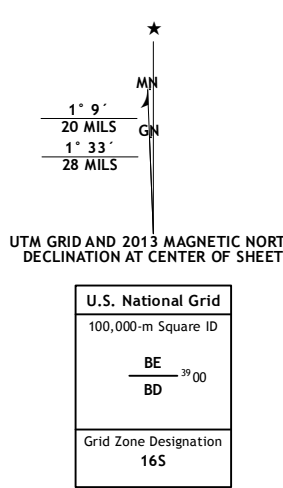 MN
1° 9´
20 MILS
GN
1° 33´
28 MILS
UTM GRID AND 2013 MAGNETIC NORT
DECLINATION AT CENTER OF SHEET
U.S. National Grid
100,000-m Square ID
BE
39 00
BD
Grid Zone Designation
16S